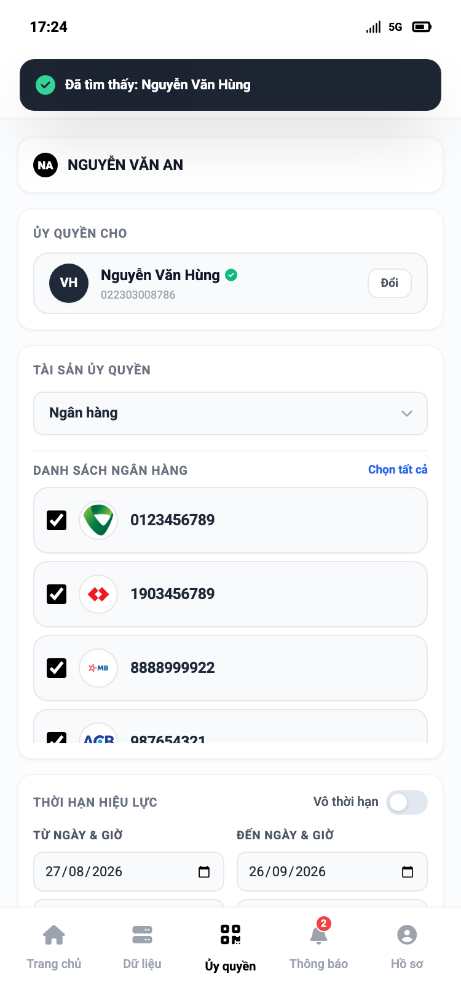 17:24
5G
Đã tìm thấy: Nguyễn Văn Hùng
NA
NGUYỄN VĂN AN
ỦY QUYỀN CHO
VH
Nguyễn Văn Hùng
022303008786
Đổi
TÀI SẢN ỦY QUYỀN
Ngân hàng
DANH SÁCH NGÂN HÀNG
Chọn tất cả
0123456789
1903456789
MB
8888999922
ACB
987654321
THỜI HẠN HIỆU LỰC
Vô thời hạn
TỪ NGÀY & GIỜ
ĐẾN NGÀY & GIỜ
27/08/2026
26/09/2026
2
Trang chủ
Dữ liệu
Ủy quyền
Thông báo
Hồ sơ